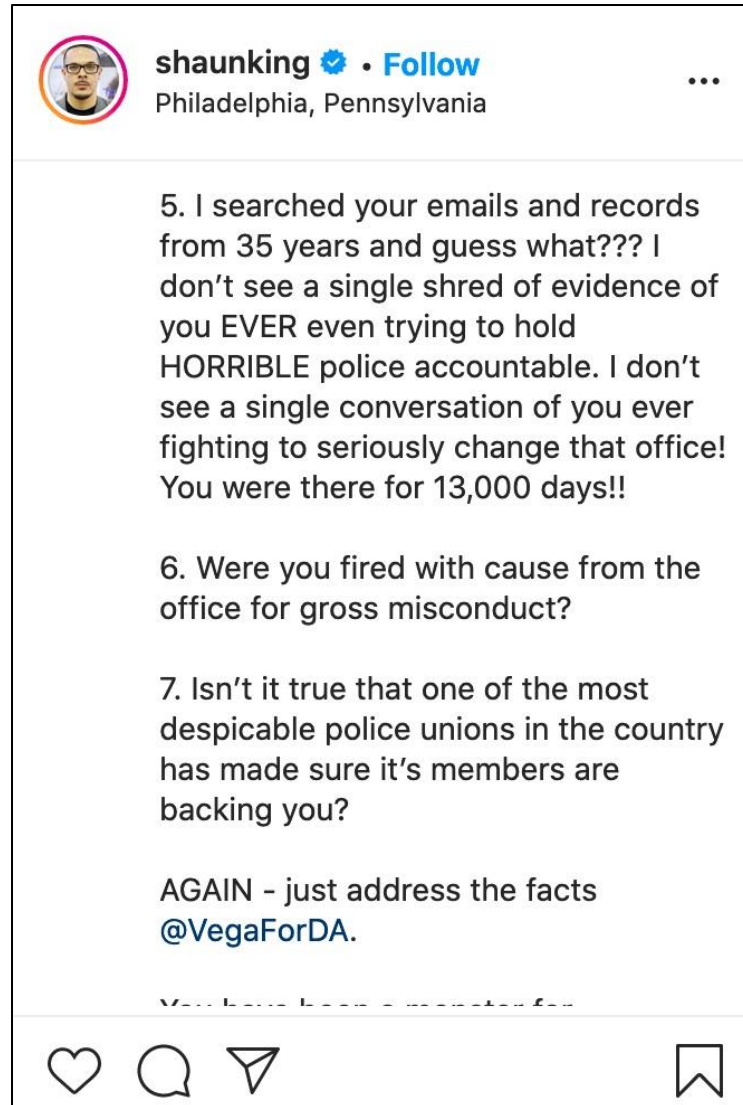 shaunking • Follow
Philadelphia, Pennsylvania
5. I searched your emails and records
from 35 years and guess what??? I
don’t see a single shred of evidence of
you EVER even trying to hold
HORRIBLE police accountable. I don’t
see a single conversation of you ever
fighting to seriously change that office!
You were there for 13,000 days!!
6. Were you fired with cause from the
office for gross misconduct?
7. Isn’t it true that one of the most
despicable police unions in the country
has made sure it’s members are
backing you?
AGAIN - just address the facts
@VegaForDA.